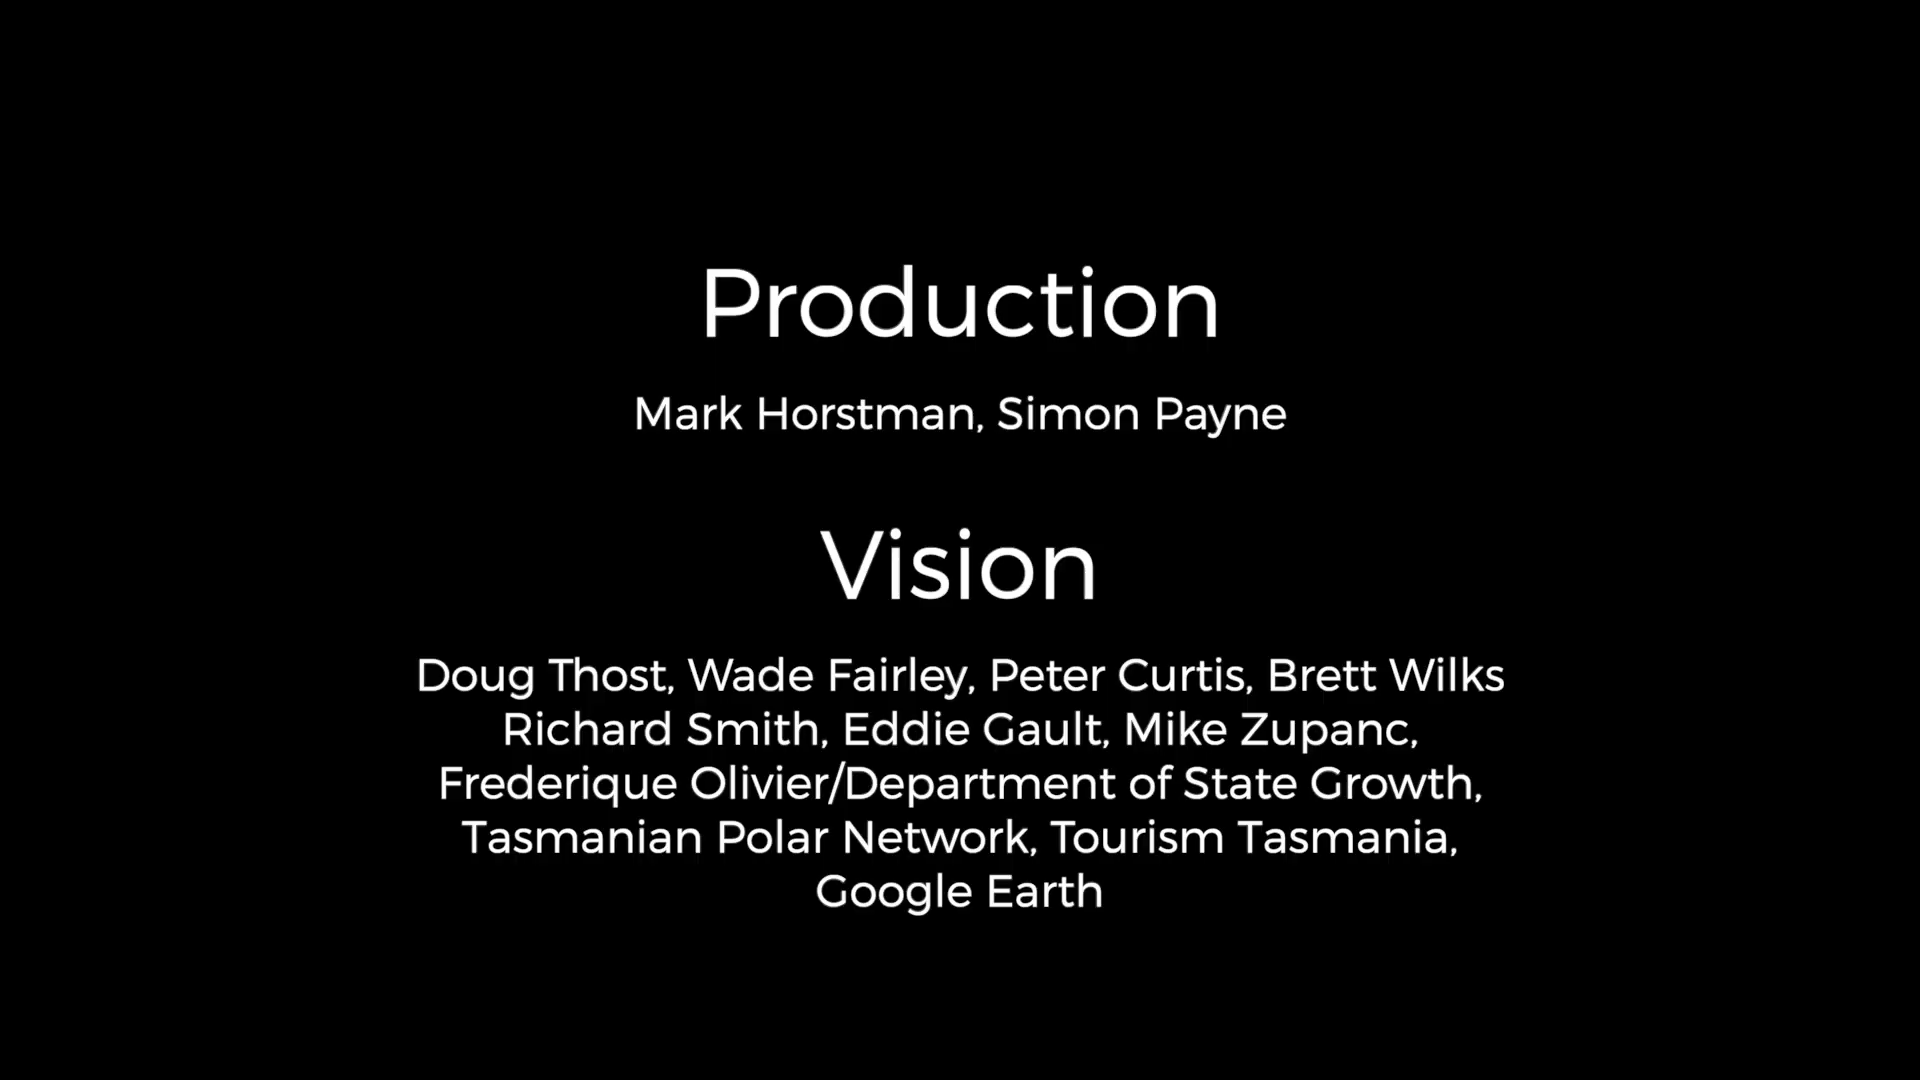 Production
Mark Horstman, Simon Payne
Vision
Doug Thost, Wade Fairley, Peter Curtis, Brett Wilks
Richard Smith, Eddie Gault, Mike Zupanc,
Frederique Olivier/Department of State Growth,
Tasmanian Polar Network, Tourism Tasmania,
Google Earth